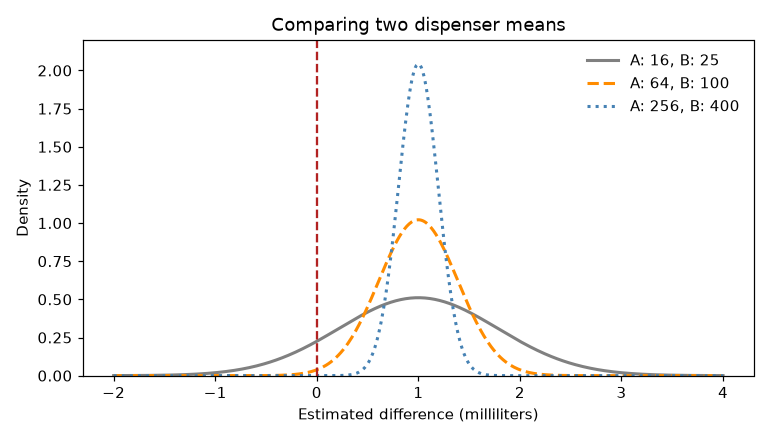 Comparing two dispenser means
A: 16, B: 25
A: 64, B: 100
A: 256, B: 400
Density
2.00
1.75
1.50
1.25
1.00
0.75
0.50
0.25
0.00
−2
−1
0
1
2
3
4
Estimated difference (milliliters)